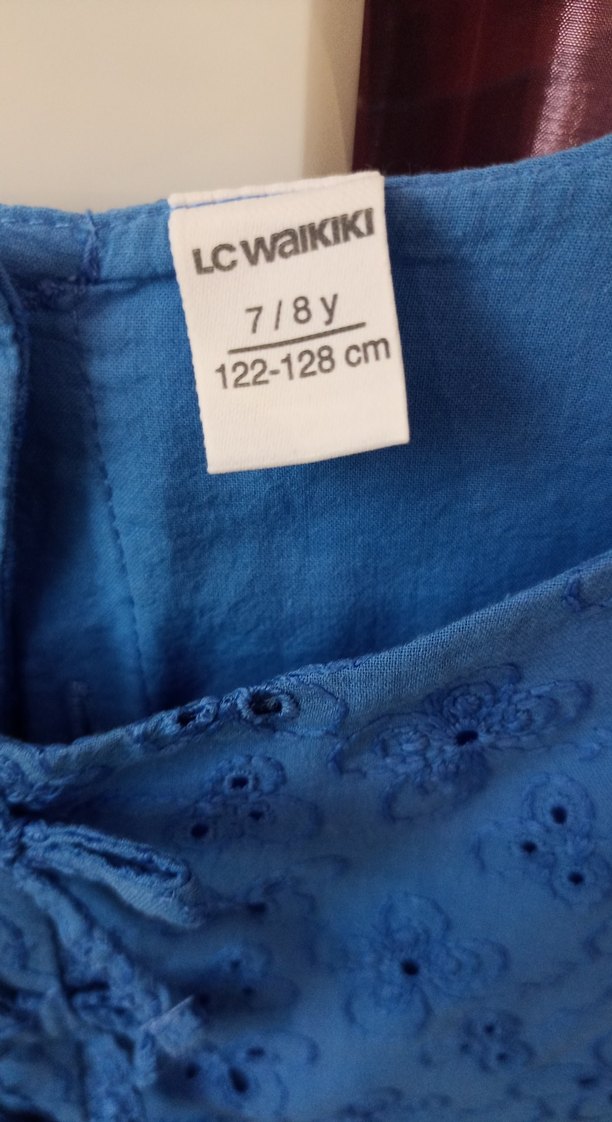 LC WAIKIKI
7 / 8 y
122-128 cm